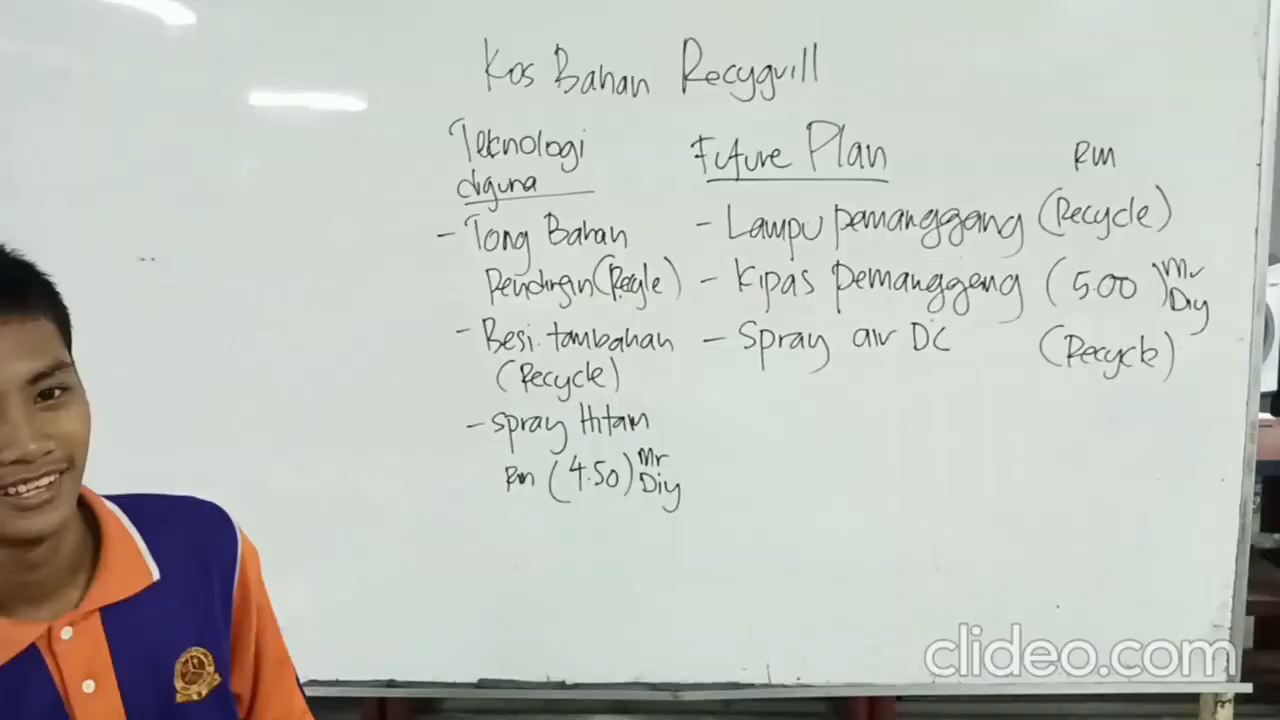 Kos Bahan Recygrill
Teknologi
diguna
- Tong Bahan
Pendingin (Recyle)
- Besi tambahan
(Recycle)
- Spray Hitam
Rm (4.50) Mr
Diy
Future Plan
RM
- Lampu pemanggang (Recycle)
- Kipas pemanggang (5.00) Mr
Diy
- Spray air DC (Recycle)
clideo.com